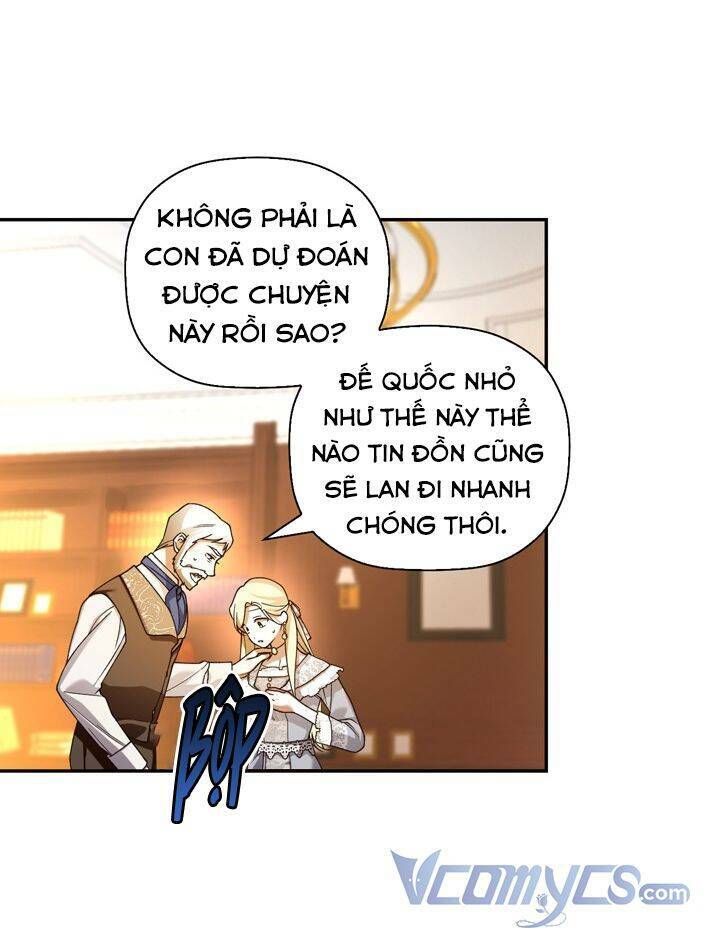 KHÔNG PHẢI LÀ
CON ĐÃ DỰ ĐOÁN
ĐƯỢC CHUYỆN
NÀY RỒI SAO?
ĐẾ QUỐC NHỎ
NHƯ THẾ NÀY THỂ
NÀO TIN ĐỒN CŨNG
SẼ LAN ĐI NHANH
CHÓNG THÔI.
BỘP
VCOMYCS.com